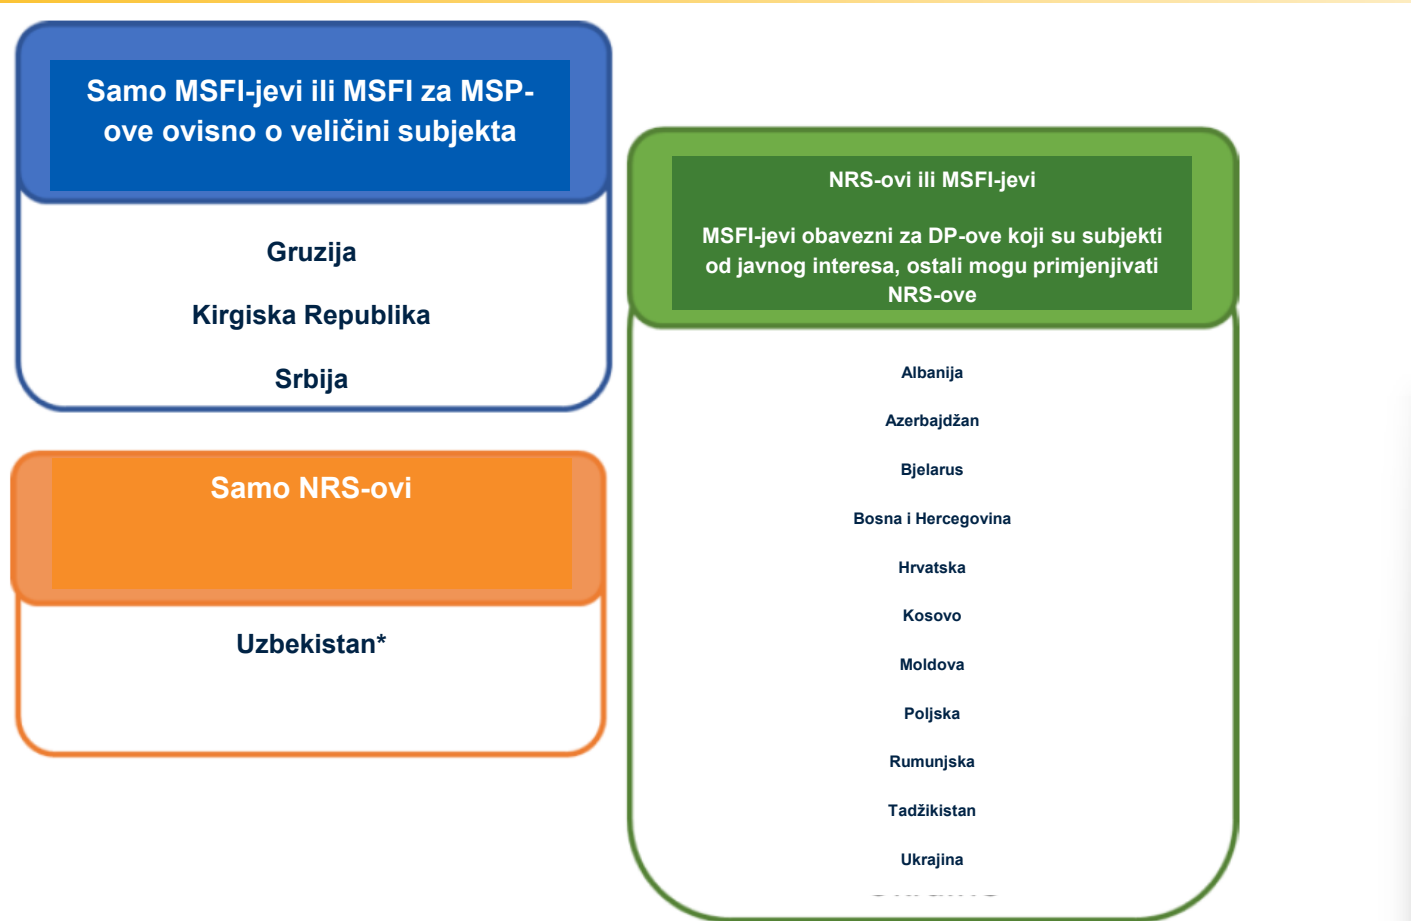 Samo MSFI-jevi ili MSFI za MSP-
ove ovisno o veličini subjekta
Gruzija
Kirgiska Republika
Srbija
Samo NRS-ovi
Uzbekistan*
NRS-ovi ili MSFI-jevi
MSFI-jevi obavezni za DP-ove koji su subjekti
od javnog interesa, ostali mogu primjenjivati
NRS-ove
Albanija
Azerbajdžan
Bjelarus
Bosna i Hercegovina
Hrvatska
Kosovo
Moldova
Poljska
Rumunjska
Tadžikistan
Ukrajina